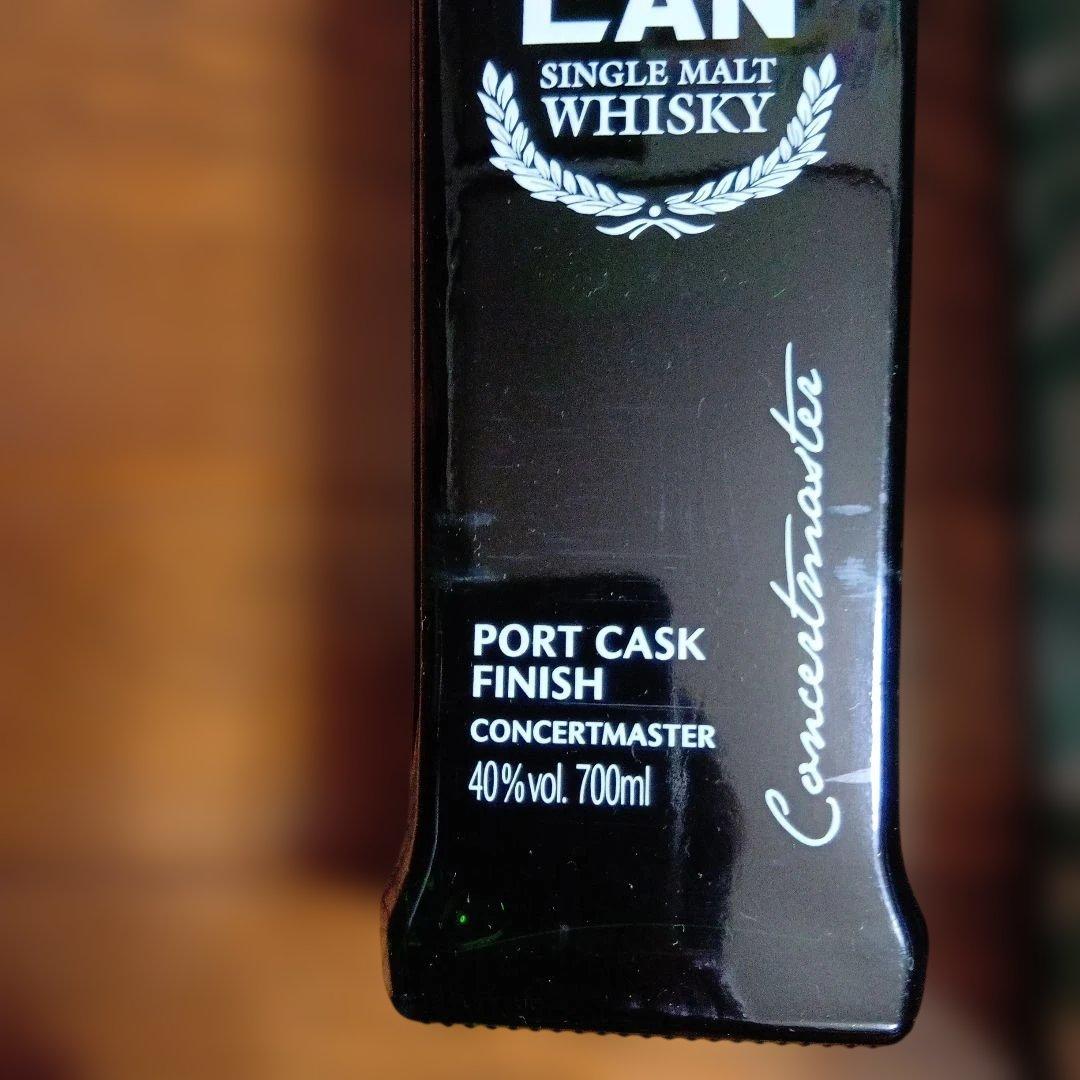 LAN
SINGLE MALT
WHISKY
PORT CASK
FINISH
CONCERTMASTER
40%vol. 700ml
Concertmaster